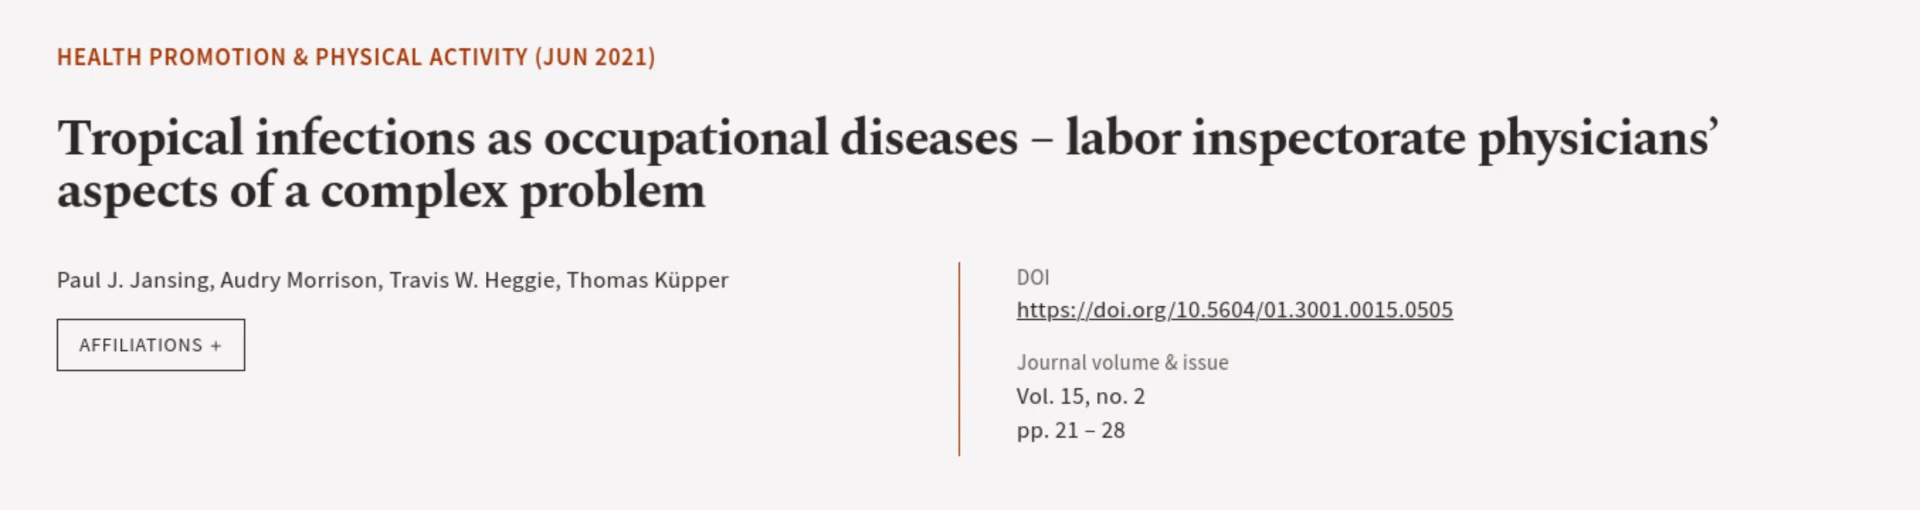 HEALTH PROMOTION & PHYSICAL ACTIVITY (JUN 2021)
Tropical infections as occupational diseases – labor inspectorate physicians’
aspects of a complex problem
Paul J. Jansing, Audry Morrison, Travis W. Heggie, Thomas Küpper
AFFILIATIONS +
DOI
https://doi.org/10.5604/01.3001.0015.0505
Journal volume & issue
Vol. 15, no. 2
pp. 21 – 28